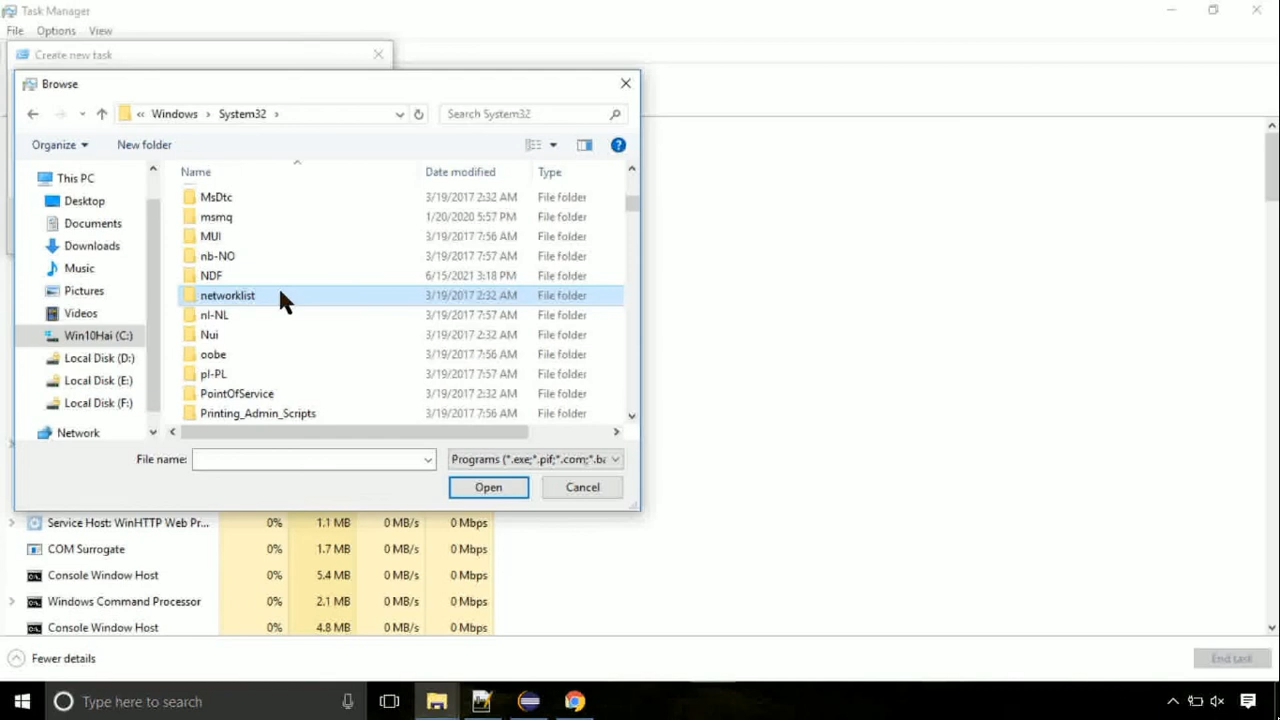 Task Manager
File Options View
Create new task
Browse
« Windows › System32 ›
Search System32
Organize New folder
Name Date modified Type
This PC
Desktop
Documents
Downloads
Music
Pictures
Videos
Win10Hai (C:)
Local Disk (D:)
Local Disk (E:)
Local Disk (F:)
Network
MsDtc 3/19/2017 2:32 AM File folder
msmq 1/20/2020 5:57 PM File folder
MUI 3/19/2017 7:56 AM File folder
nb-NO 3/19/2017 7:57 AM File folder
NDF 6/15/2021 3:18 PM File folder
networklist 3/19/2017 2:32 AM File folder
nl-NL 3/19/2017 7:57 AM File folder
Nui 3/19/2017 2:32 AM File folder
oobe 3/19/2017 7:56 AM File folder
pl-PL 3/19/2017 7:57 AM File folder
PointOfService 3/19/2017 2:32 AM File folder
Printing_Admin_Scripts 3/19/2017 7:56 AM File folder
File name: Programs (*.exe;*.pif;*.com;*.ba
Open Cancel
Service Host: WinHTTP Web Pr... 0% 1.1 MB 0 MB/s 0 Mbps
COM Surrogate 0% 1.7 MB 0 MB/s 0 Mbps
Console Window Host 0% 5.4 MB 0 MB/s 0 Mbps
Windows Command Processor 0% 2.1 MB 0 MB/s 0 Mbps
Console Window Host 0% 4.8 MB 0 MB/s 0 Mbps
Fewer details
End task
Type here to search